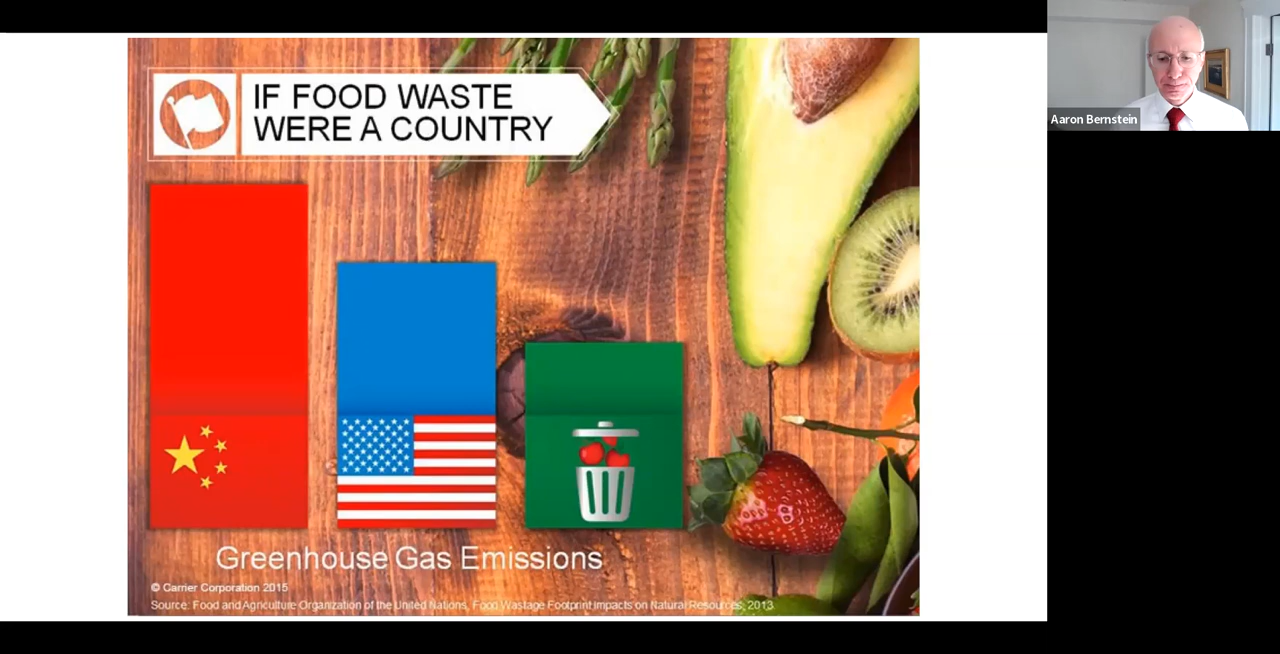 IF FOOD WASTE
WERE A COUNTRY
Greenhouse Gas Emissions
© Carrier Corporation 2015
Source: Food and Agriculture Organization of the United Nations, Food Wastage Footprint Impacts on Natural Resources, 2013
Aaron Bernstein